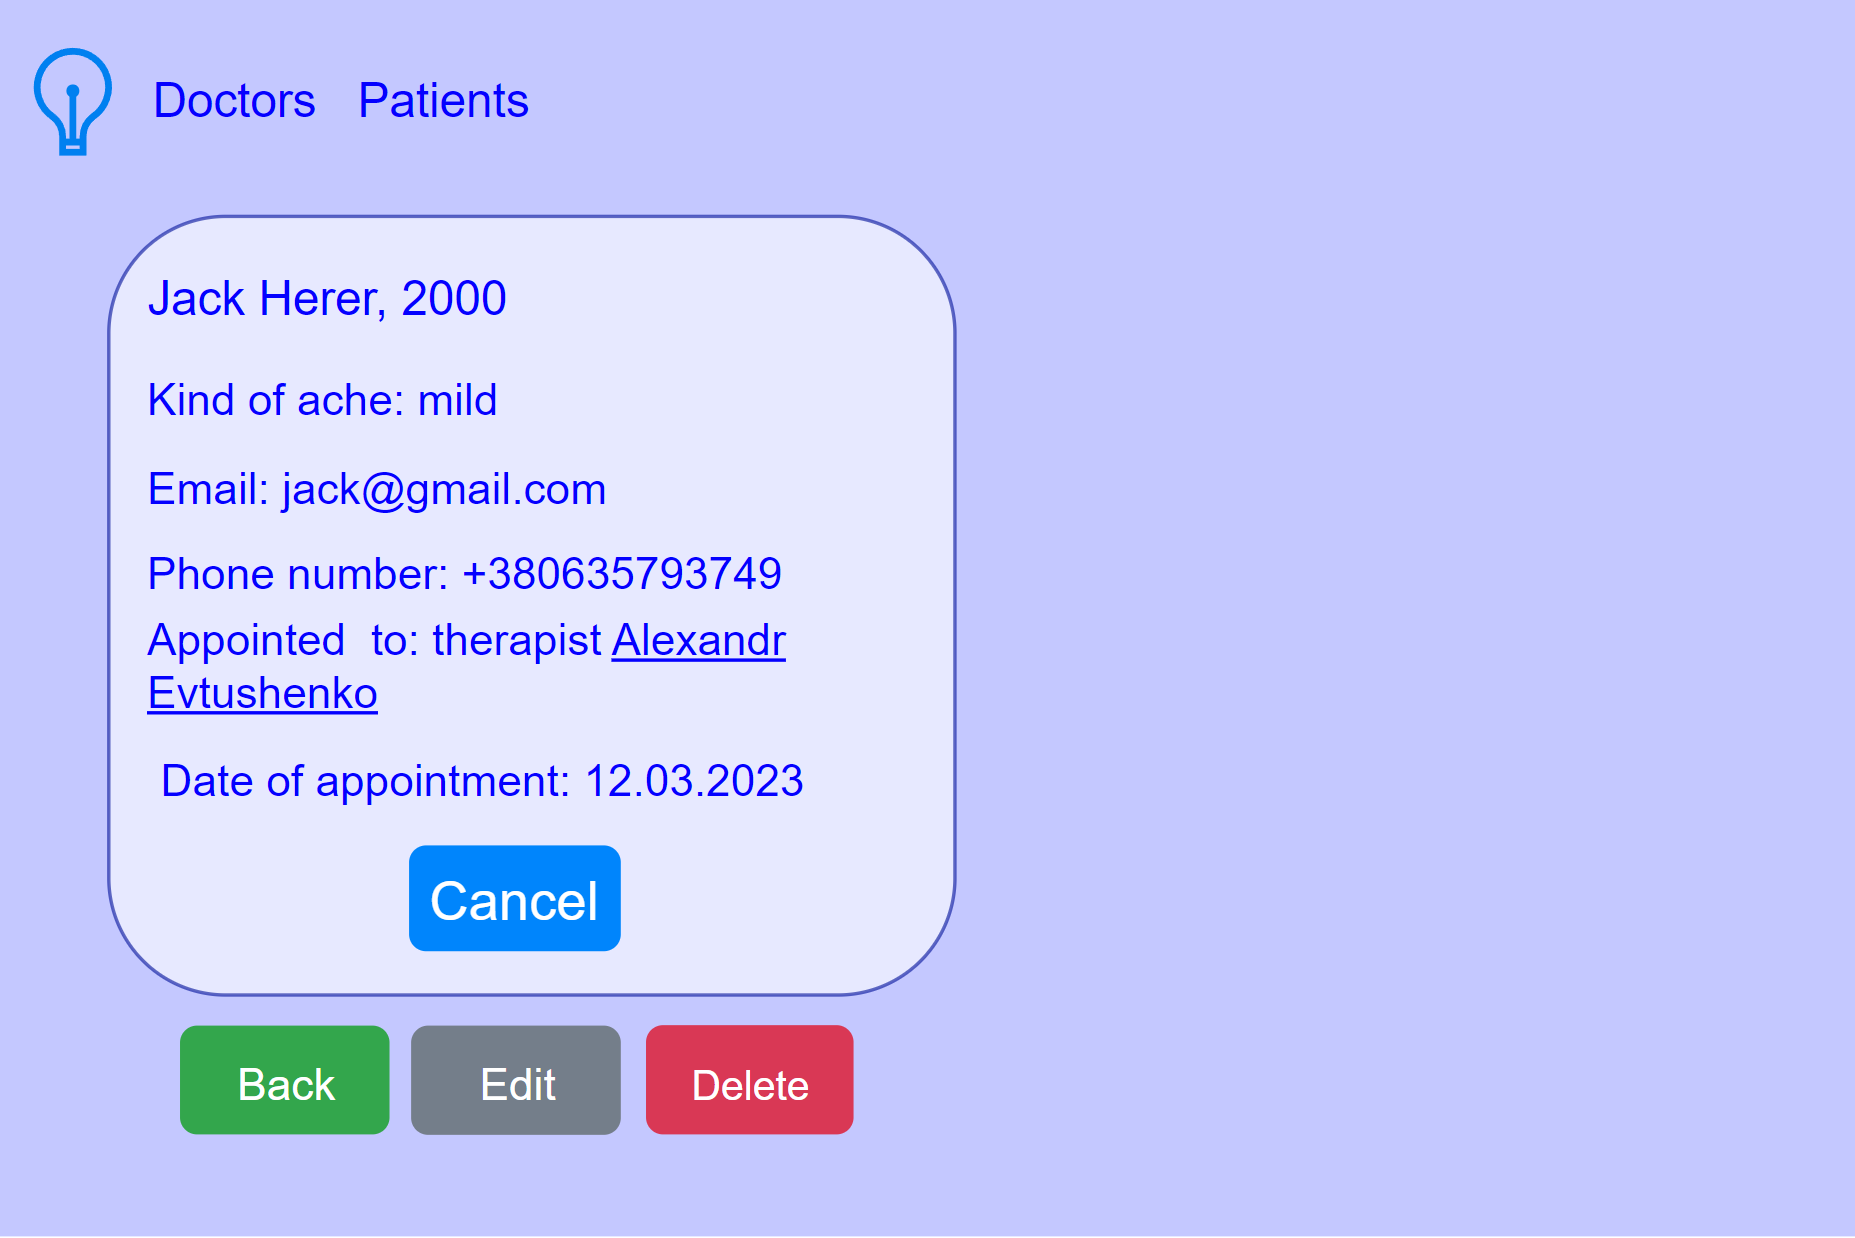 Doctors Patients
Jack Herer, 2000
Kind of ache: mild
Email: jack@gmail.com
Phone number: +380635793749
Appointed  to: therapist Alexandr
Evtushenko
Date of appointment: 12.03.2023
Cancel
Back Edit Delete